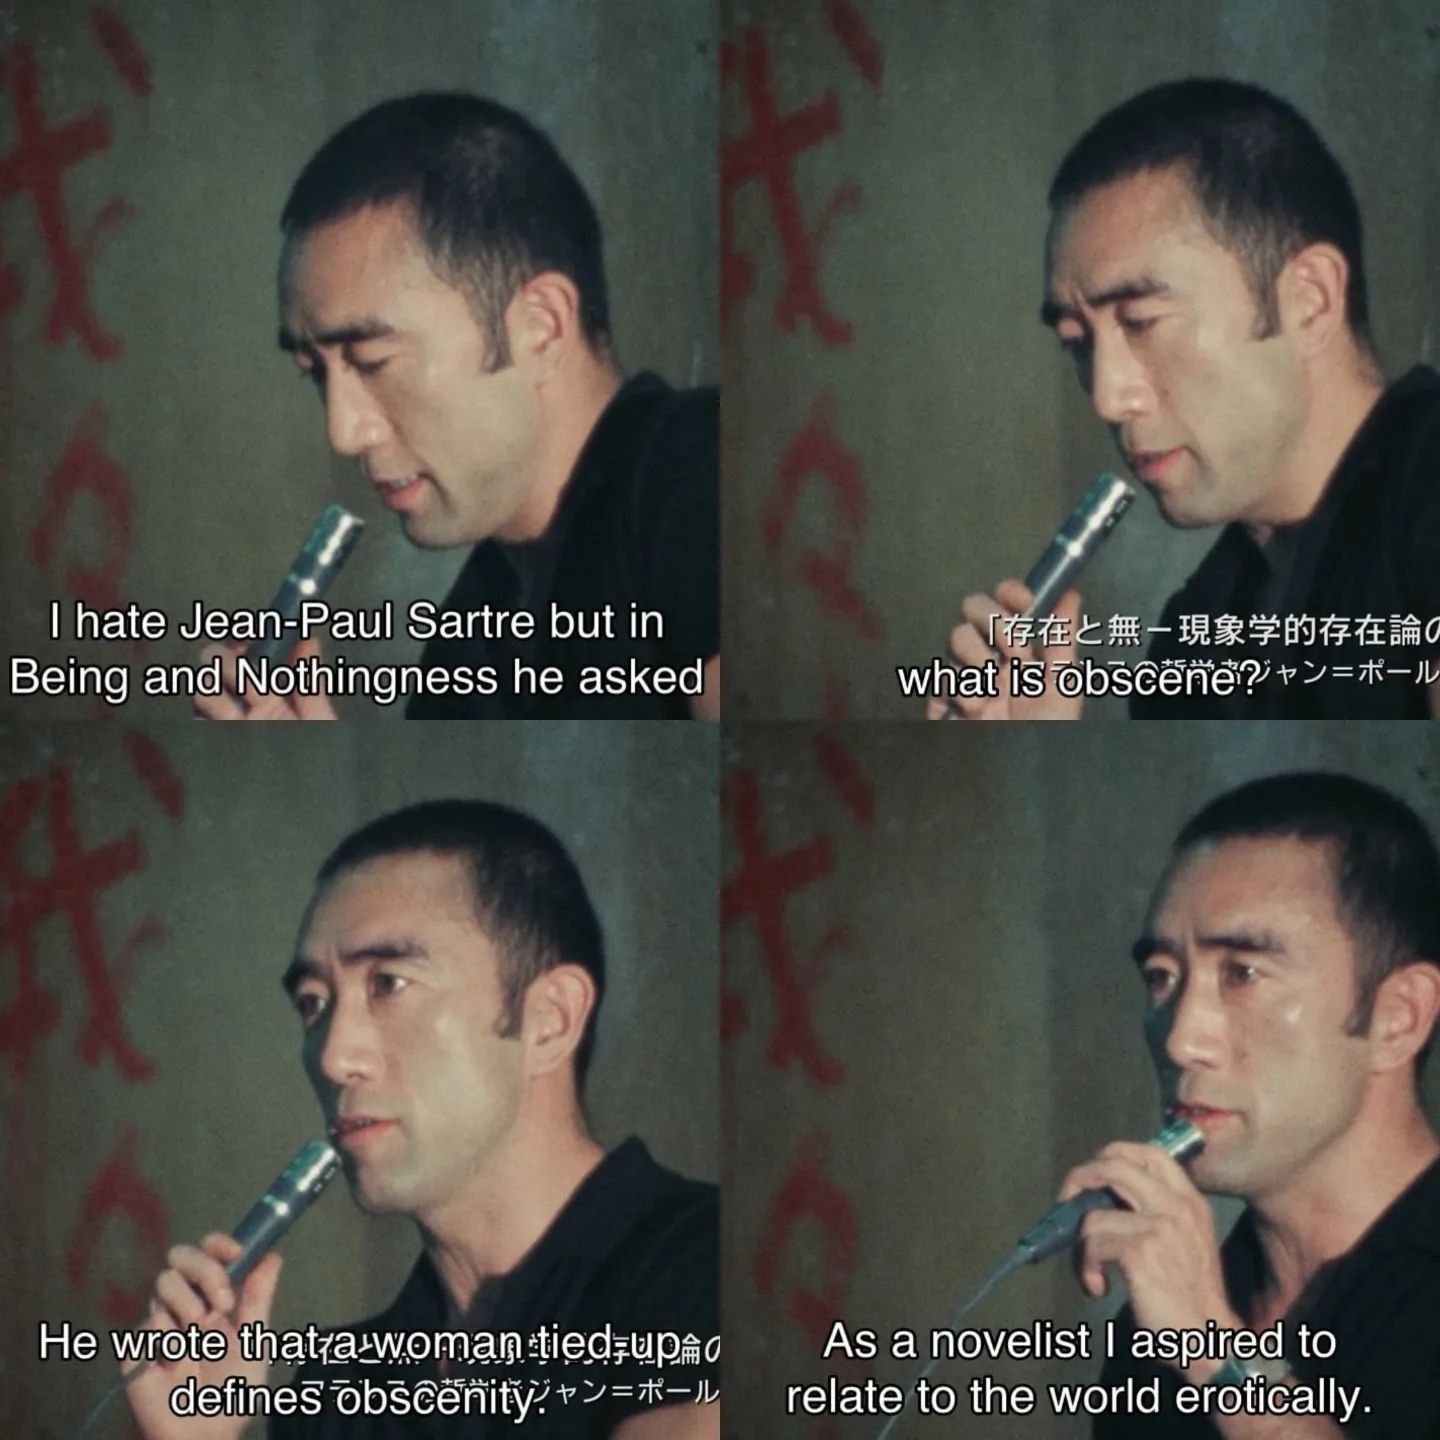 I hate Jean-Paul Sartre but in
Being and Nothingness he asked
「存在と無－現象学的存在論の
ジャン＝ポール
what is obscene?
He wrote that a woman tied up
defines obscenity.
論の
ジャン＝ポール
As a novelist I aspired to
relate to the world erotically.